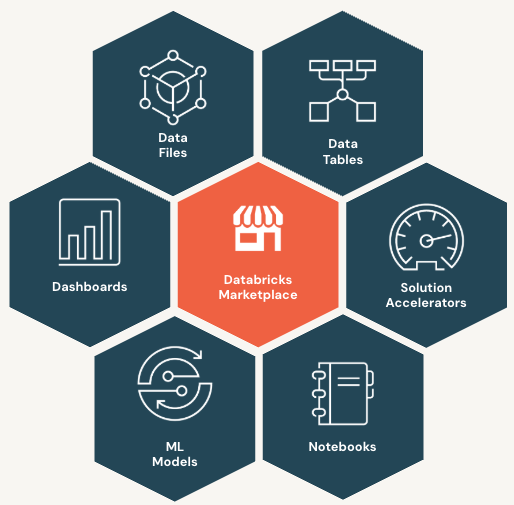 Data
Files
Data
Tables
Dashboards
Databricks
Marketplace
Solution
Accelerators
ML
Models
Notebooks